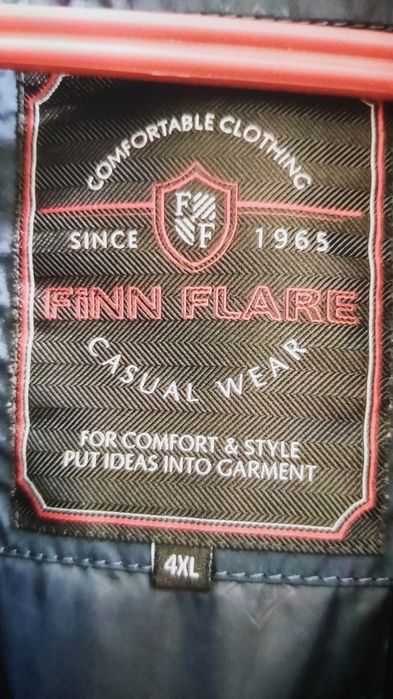 COMFORTABLE CLOTHING
F
F
SINCE 1965
FiNN FLARE
CASUAL WEAR
FOR COMFORT & STYLE
PUT IDEAS INTO GARMENT
4XL